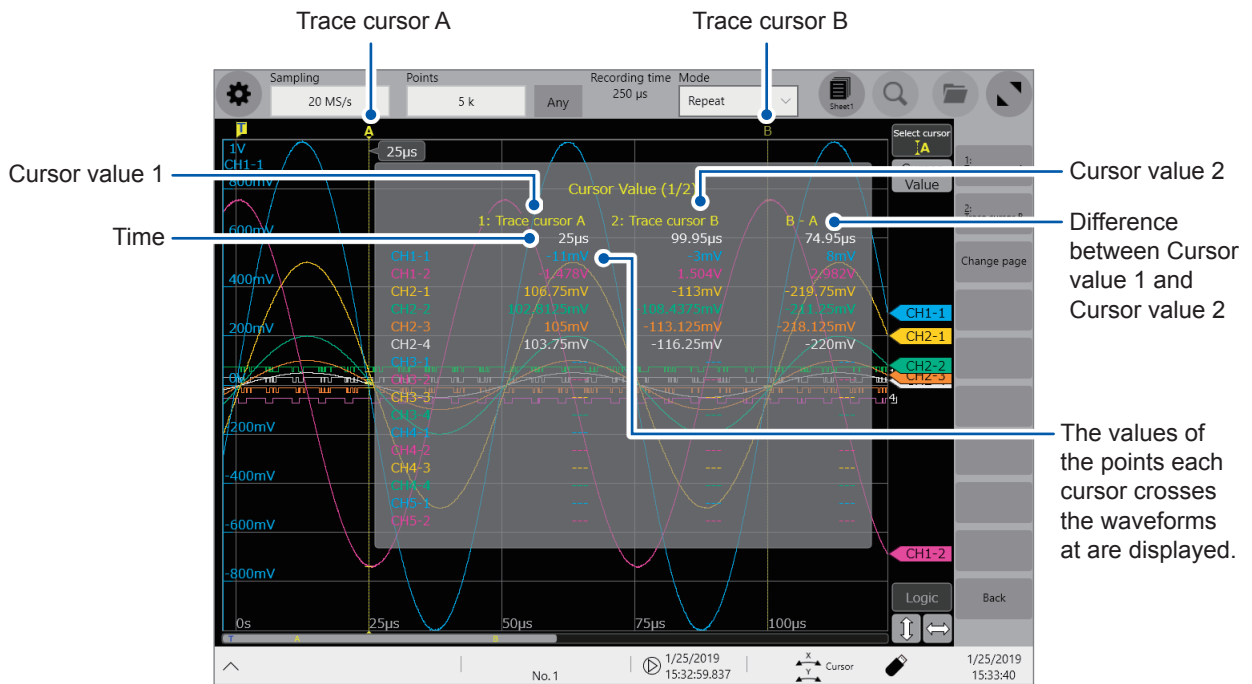 Trace cursor A
Trace cursor B
Sampling
20 MS/s
Points
5 k
Any
Recording time
250 µs
Mode
Repeat
Sheet1
T
A
B
25µs
Select cursor
A
Value
1:
2:
Change page
Back
Logic
1V
CH1-1
800mV
600mV
400mV
200mV
-200mV
-400mV
-600mV
-800mV
0s
25µs
50µs
75µs
100µs
Cursor Value (1/2)
1: Trace cursor A 2: Trace cursor B B - A
25µs 99.95µs 74.95µs
CH1-1 -11mV -3mV 8mV
CH1-2 -1.478V 1.504V 2.982V
CH2-1 106.75mV -113mV -219.75mV
CH2-2 102.8125mV -108.4375mV -211.25mV
CH2-3 105mV -113.125mV -218.125mV
CH2-4 103.75mV -116.25mV -220mV
CH3-1 ---
CH3-2
CH3-3 --- --- ---
CH3-4 --- --- ---
CH4-1 --- --- ---
CH4-2 --- --- ---
CH4-3 --- --- ---
CH4-4 --- --- ---
CH5-1 --- --- ---
CH5-2 --- --- ---
CH1-1
CH2-1
CH2-2
CH2-3
CH1-2
T
A
B
No. 1
1/25/2019
15:32:59.837
X
Y
Cursor
1/25/2019
15:33:40
Cursor value 1
Time
Cursor value 2
Difference
between Cursor
value 1 and
Cursor value 2
The values of
the points each
cursor crosses
the waveforms
at are displayed.